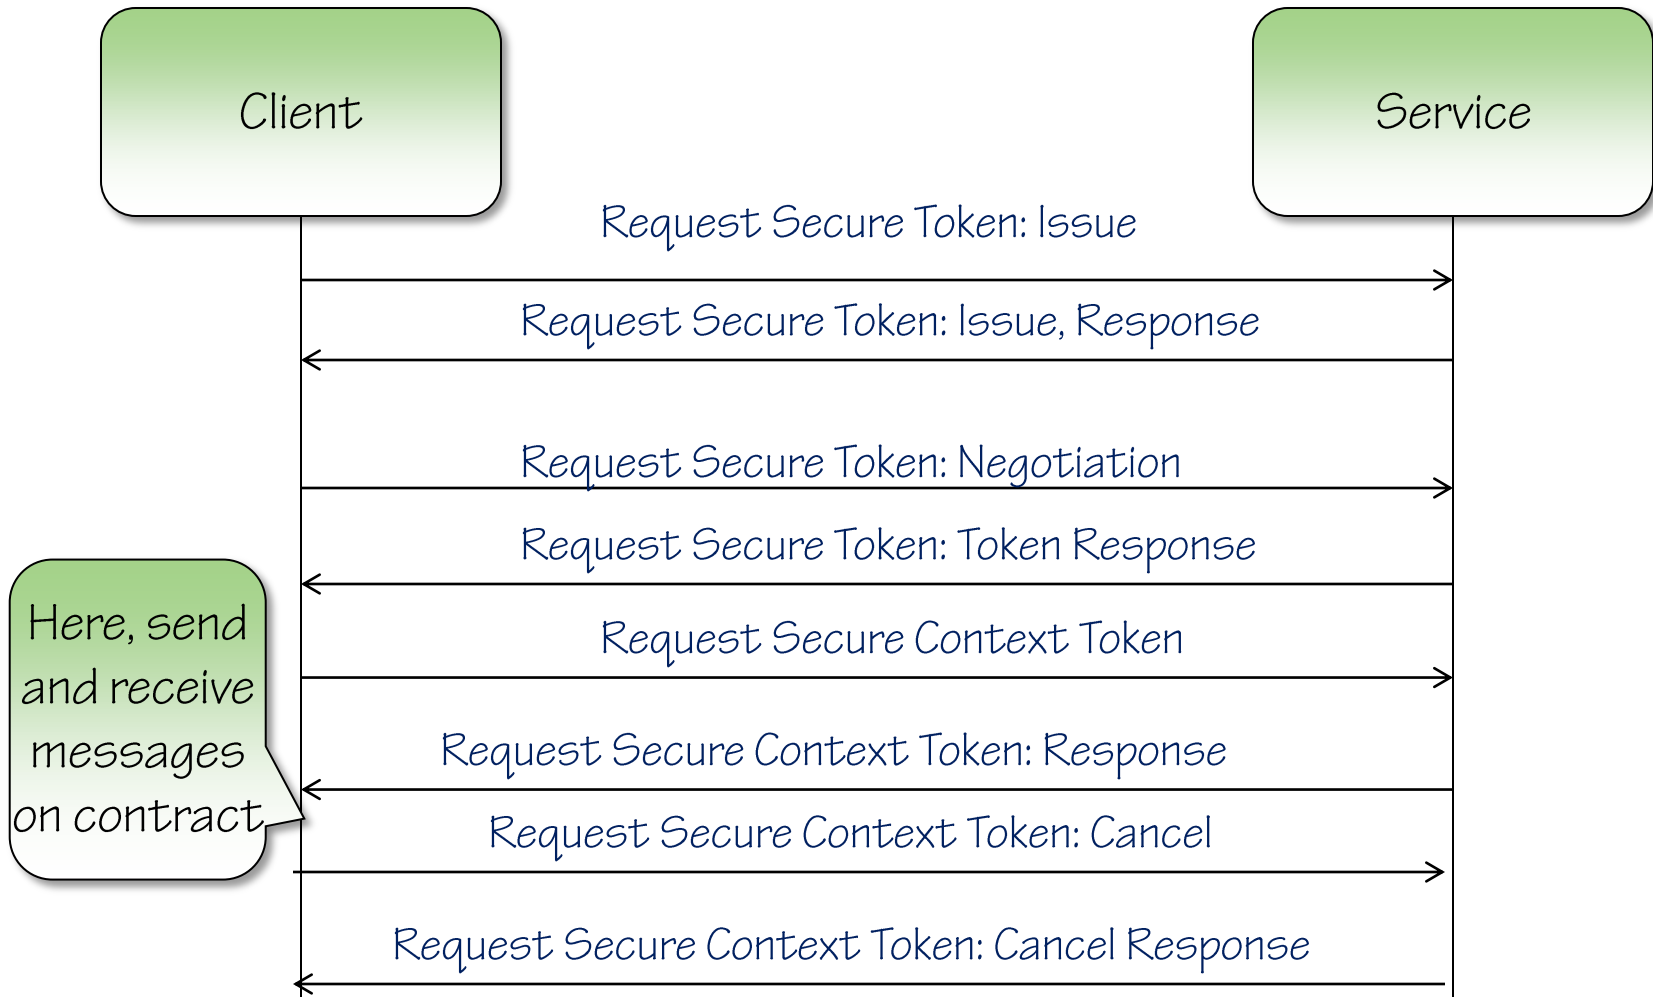 Client
Service
Request Secure Token: Issue
Request Secure Token: Issue, Response
Request Secure Token: Negotiation
Request Secure Token: Token Response
Request Secure Context Token
Request Secure Context Token: Response
Here, send
and receive
messages
on contract
Request Secure Context Token: Cancel
Request Secure Context Token: Cancel Response